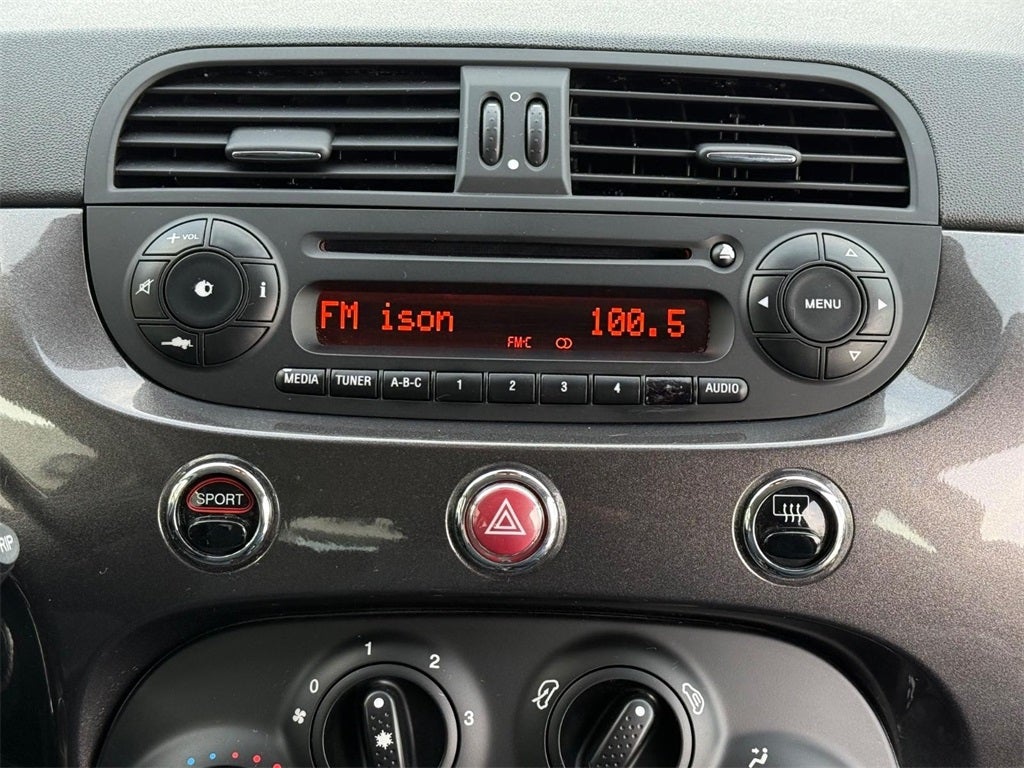 + VOL
i
MENU
FM ison 100.5
FM-C
MEDIA TUNER A-B-C 1 2 3 4 AUDIO
SPORT
RIP
1
2
0
3